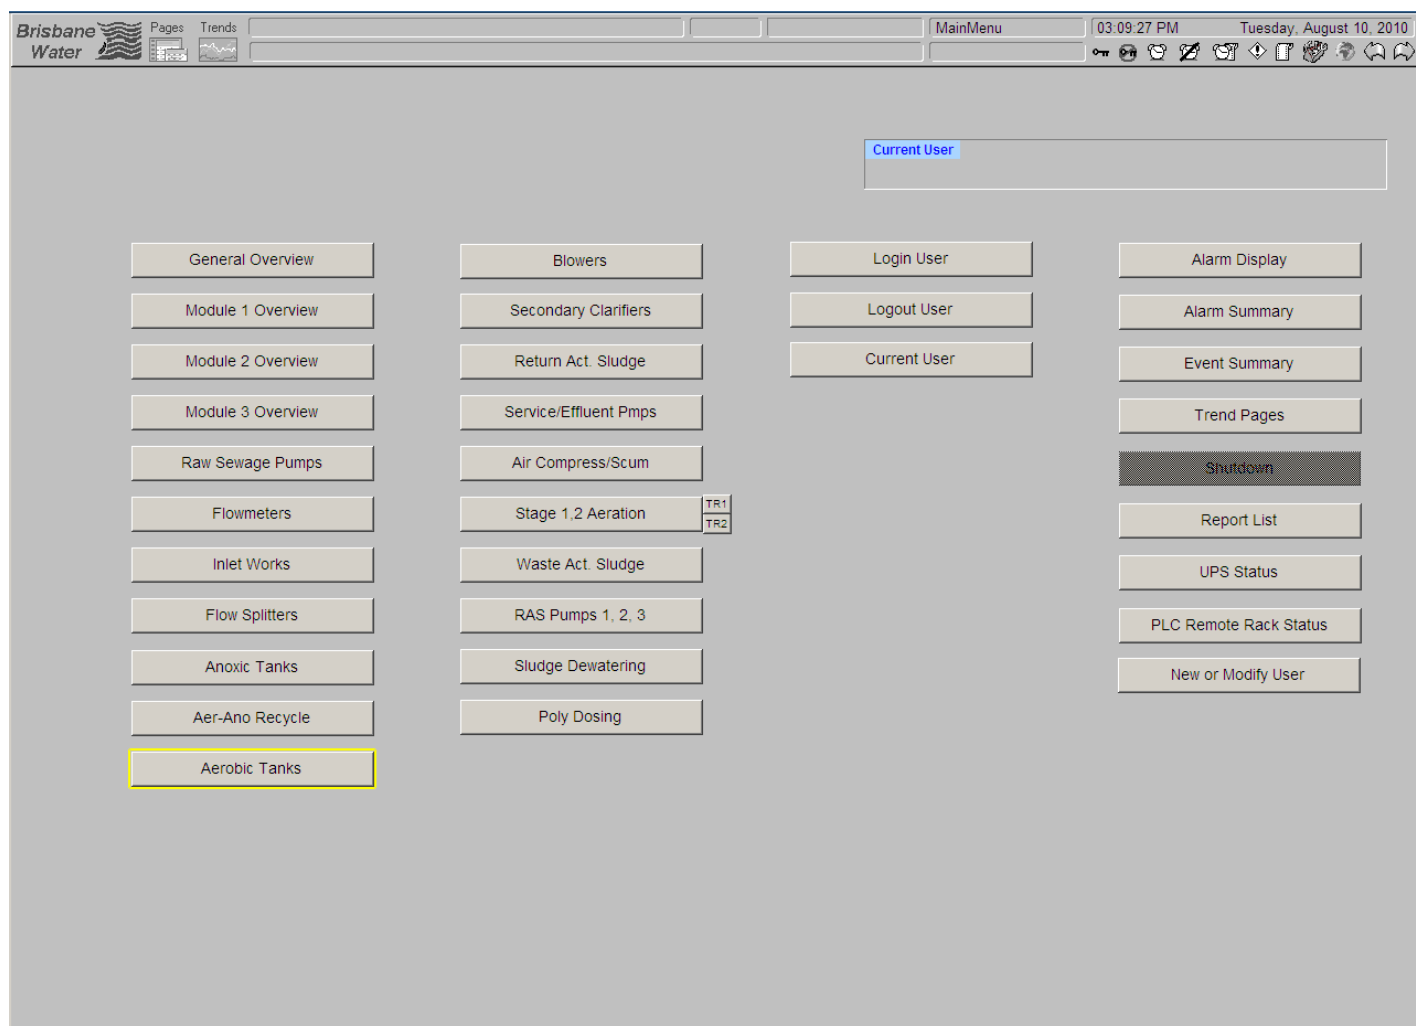 Brisbane Water
Pages Trends
MainMenu
03:09:27 PM Tuesday, August 10, 2010
Current User
General Overview
Module 1 Overview
Module 2 Overview
Module 3 Overview
Raw Sewage Pumps
Flowmeters
Inlet Works
Flow Splitters
Anoxic Tanks
Aer-Ano Recycle
Aerobic Tanks
Blowers
Secondary Clarifiers
Return Act. Sludge
Service/Effluent Pmps
Air Compress/Scum
Stage 1,2 Aeration
TR1
TR2
Waste Act. Sludge
RAS Pumps 1, 2, 3
Sludge Dewatering
Poly Dosing
Login User
Logout User
Current User
Alarm Display
Alarm Summary
Event Summary
Trend Pages
Shutdown
Report List
UPS Status
PLC Remote Rack Status
New or Modify User